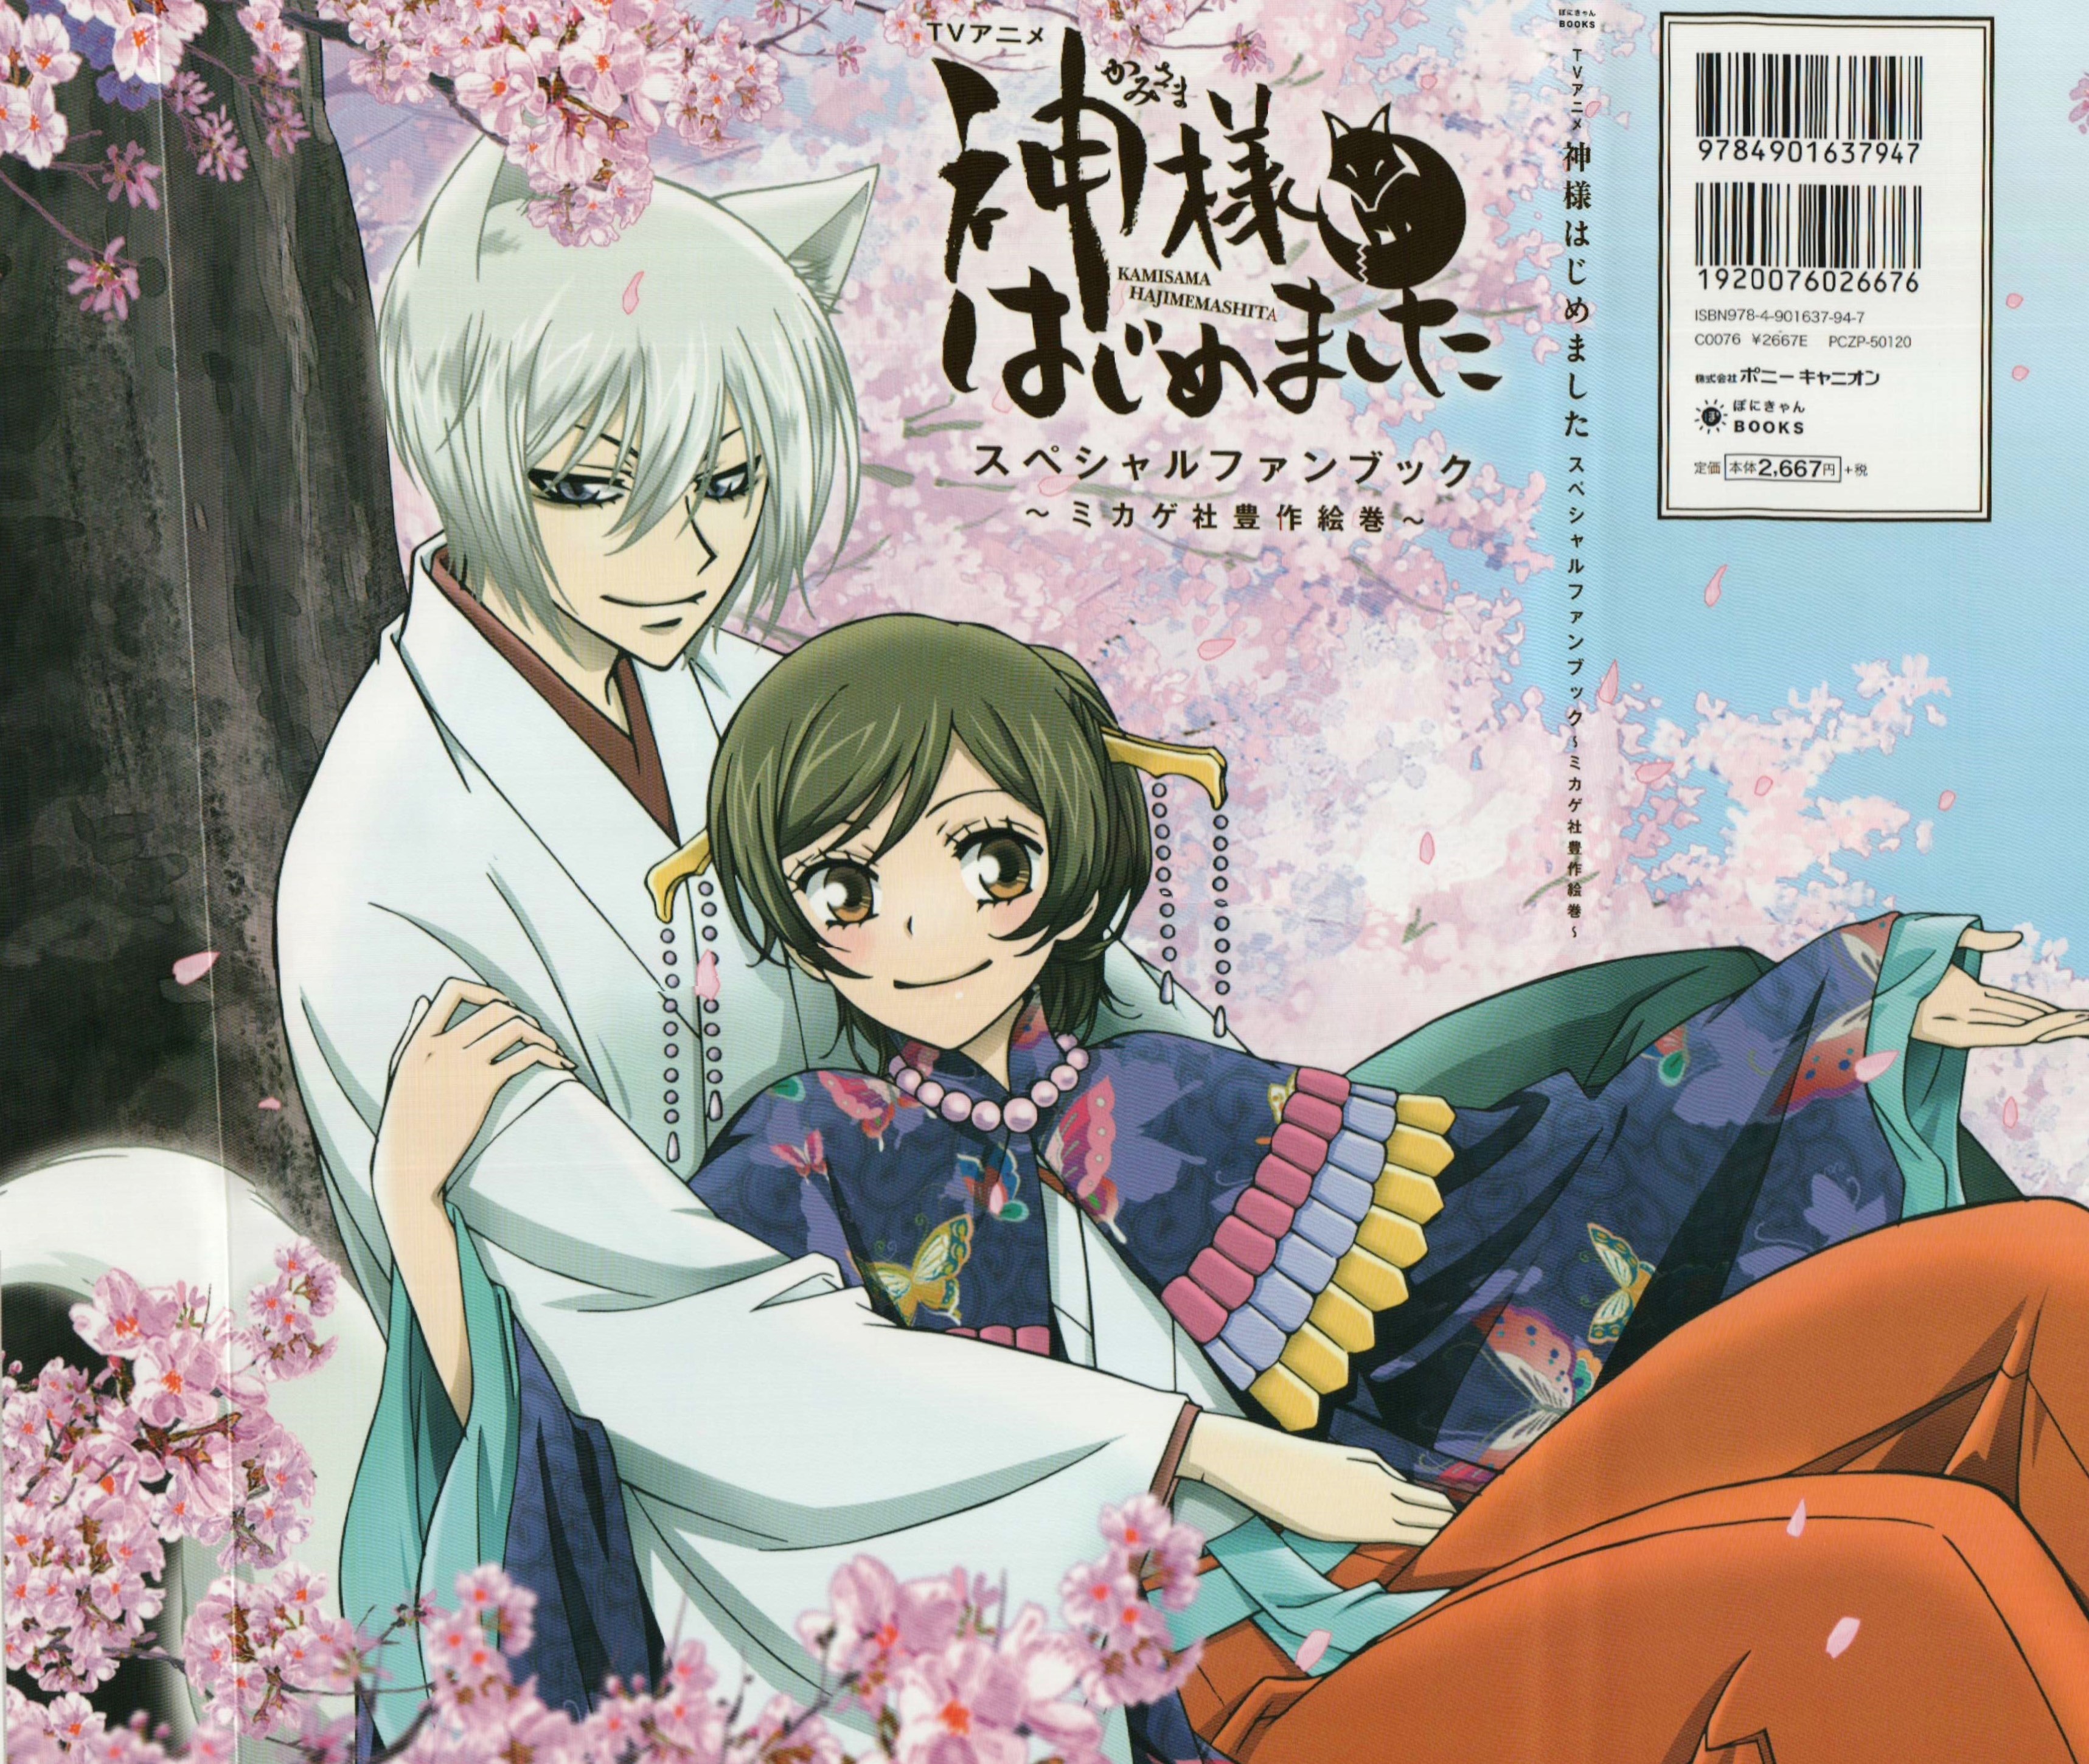 TVアニメ
かみさま
神様
KAMISAMA
HAJIMEMASHITA
はじめました
スペシャルファンブック
～ミカゲ社豊作絵巻～
ぽにきゃん
BOOKS
TVアニメ 神様はじめました スペシャルファンブック～ミカゲ社豊作絵巻～
9784901637947
1920076026676
ISBN978-4-901637-94-7
C0076 ¥2667E PCZP-50120
株式会社ポニーキャニオン
ぽ
ぽにきゃん
BOOKS
定価 本体2,667円+税